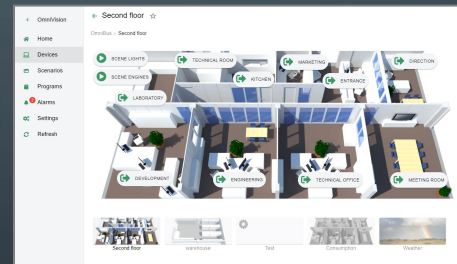 OmniVision
Second floor
OmniBus › Second floor
Home
Devices
Scenarios
Programs
Alarms
Settings
Refresh
SCENE LIGHTS
SCENE ENGINES
TECHNICAL ROOM
MARKETING
DIRECTION
KITCHEN
ENTRANCE
LABORATORY
DEVELOPMENT
ENGINEERING
TECHNICAL OFFICE
MEETING ROOM
Second floor
warehouse
Test
Consumption
Weather